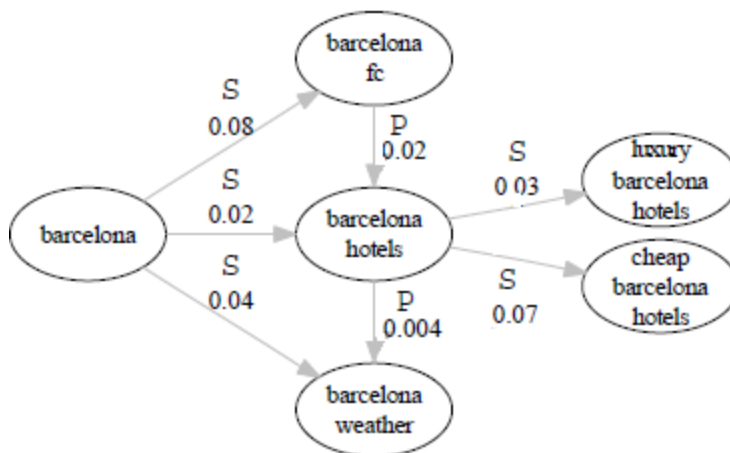 barcelona
fc
S
0.08
P
0.02
S
0.03
luxury
barcelona
hotels
S
0.02
barcelona
barcelona
hotels
S
0.04
P
0.004
S
0.07
cheap
barcelona
hotels
barcelona
weather